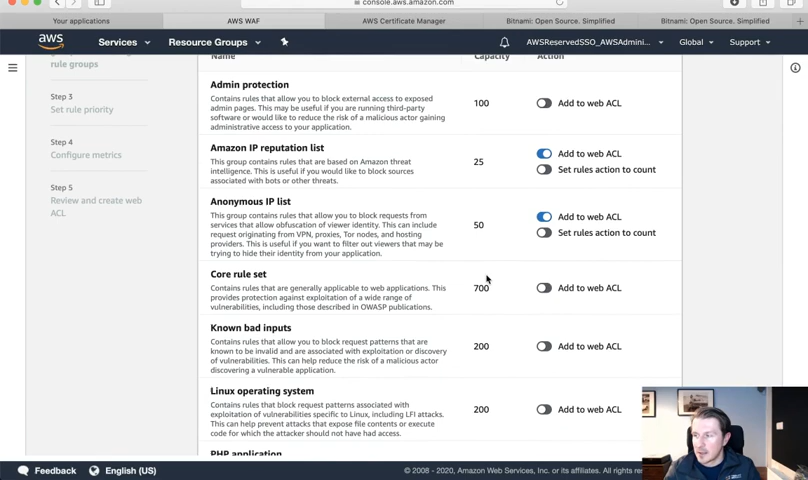 console.aws.amazon.com
Your applications
AWS WAF
AWS Certificate Manager
Bitnami: Open Source. Simplified
Bitnami: Open Source. Simplified
aws
Services
Resource Groups
AWSReservedSSO_AWSAdmini...
Global
Support
rule groups
Step 3
Set rule priority
Step 4
Configure metrics
Step 5
Review and create web
ACL
Name
Capacity
Action
Admin protection
Contains rules that allow you to block external access to exposed
admin pages. This may be useful if you are running third-party
software or would like to reduce the risk of a malicious actor gaining
administrative access to your application.
100
Add to web ACL
Amazon IP reputation list
This group contains rules that are based on Amazon threat
intelligence. This is useful if you would like to block sources
associated with bots or other threats.
25
Add to web ACL
Set rules action to count
Anonymous IP list
This group contains rules that allow you to block requests from
services that allow obfuscation of viewer identity. This can include
request originating from VPN, proxies, Tor nodes, and hosting
providers. This is useful if you want to filter out viewers that may be
trying to hide their identity from your application.
50
Add to web ACL
Set rules action to count
Core rule set
Contains rules that are generally applicable to web applications. This
provides protection against exploitation of a wide range of
vulnerabilities, including those described in OWASP publications.
700
Add to web ACL
Known bad inputs
Contains rules that allow you to block request patterns that are
known to be invalid and are associated with exploitation or discovery
of vulnerabilities. This can help reduce the risk of a malicious actor
discovering a vulnerable application.
200
Add to web ACL
Linux operating system
Contains rules that block request patterns associated with
exploitation of vulnerabilities specific to Linux, including LFI attacks.
This can help prevent attacks that expose file contents or execute
code for which the attacker should not have had access.
200
Add to web ACL
PHP application
Feedback
English (US)
© 2008 - 2020, Amazon Web Services, Inc. or its affiliates. All rights res